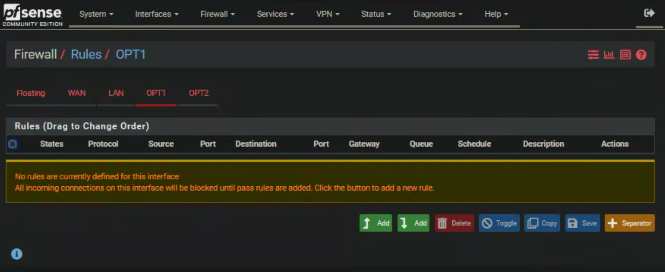 pfsense
COMMUNITY EDITION
System Interfaces Firewall Services VPN Status Diagnostics Help
Firewall / Rules / OPT1
Floating WAN LAN OPT1 OPT2
Rules (Drag to Change Order)
States Protocol Source Port Destination Port Gateway Queue Schedule Description Actions
No rules are currently defined for this interface
All incoming connections on this interface will be blocked until pass rules are added. Click the button to add a new rule.
Add Add Delete Toggle Copy Save Separator